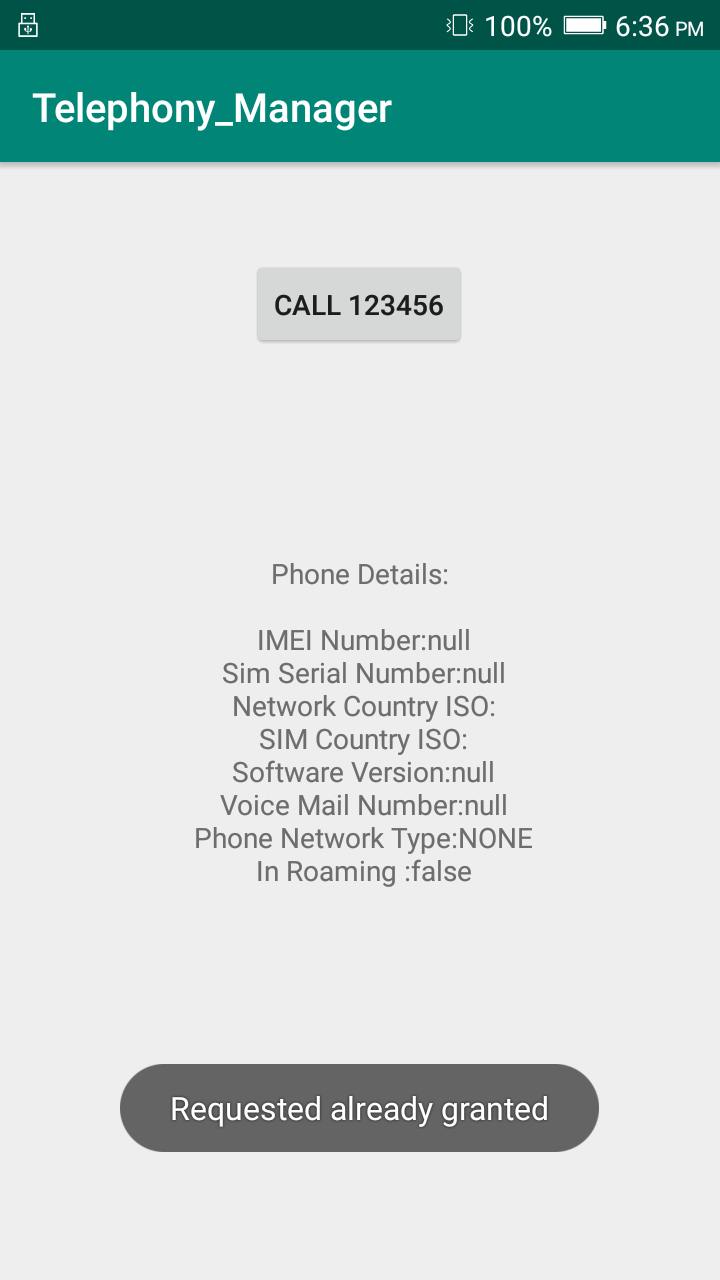 100% 6:36 PM
Telephony_Manager
CALL 123456
Phone Details:
IMEI Number:null
Sim Serial Number:null
Network Country ISO:
SIM Country ISO:
Software Version:null
Voice Mail Number:null
Phone Network Type:NONE
In Roaming :false
Requested already granted